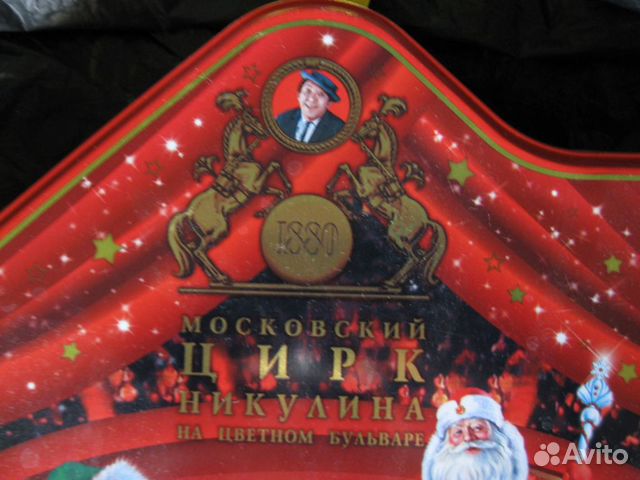 1880
МОСКОВСКИЙ
ЦИРК
НИКУЛИНА
НА ЦВЕТНОМ БУЛЬВАРЕ
Avito